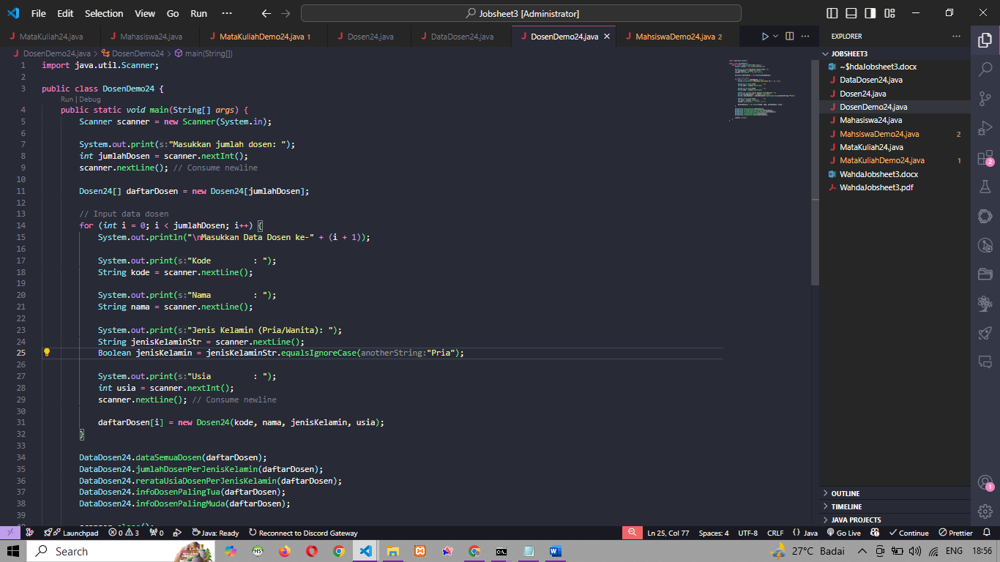 File Edit Selection View Go Run ··· Jobsheet3 [Administrator]
MataKuliah24.java Mahasiswa24.java MataKuliahDemo24.java 1 Dosen24.java DataDosen24.java DosenDemo24.java MahsiswaDemo24.java 2
DosenDemo24.java > DosenDemo24 > main(String[])
1 import java.util.Scanner;
2
3 public class DosenDemo24 {
Run | Debug
4 public static void main(String[] args) {
5 Scanner scanner = new Scanner(System.in);
6
7 System.out.print(s:"Masukkan jumlah dosen: ");
8 int jumlahDosen = scanner.nextInt();
9 scanner.nextLine(); // Consume newline
10
11 Dosen24[] daftarDosen = new Dosen24[jumlahDosen];
12
13 // Input data dosen
14 for (int i = 0; i < jumlahDosen; i++) {
15 System.out.println("\nMasukkan Data Dosen ke-" + (i + 1));
16
17 System.out.print(s:"Kode         : ");
18 String kode = scanner.nextLine();
19
20 System.out.print(s:"Nama         : ");
21 String nama = scanner.nextLine();
22
23 System.out.print(s:"Jenis Kelamin (Pria/Wanita): ");
24 String jenisKelaminStr = scanner.nextLine();
25 Boolean jenisKelamin = jenisKelaminStr.equalsIgnoreCase(anotherString:"Pria");
26
27 System.out.print(s:"Usia         : ");
28 int usia = scanner.nextInt();
29 scanner.nextLine(); // Consume newline
30
31 daftarDosen[i] = new Dosen24(kode, nama, jenisKelamin, usia);
32 }
33
34 DataDosen24.dataSemuaDosen(daftarDosen);
35 DataDosen24.jumlahDosenPerJenisKelamin(daftarDosen);
36 DataDosen24.rerataUsiaDosenPerJenisKelamin(daftarDosen);
37 DataDosen24.infoDosenPalingTua(daftarDosen);
38 DataDosen24.infoDosenPalingMuda(daftarDosen);
39
40 scanner.close();
EXPLORER
JOBSHEET3
~$hdaJobsheet3.docx
DataDosen24.java
Dosen24.java
DosenDemo24.java
Mahasiswa24.java
MahsiswaDemo24.java 2
MataKuliah24.java
MataKuliahDemo24.java 1
WahdaJobsheet3.docx
WahdaJobsheet3.pdf
OUTLINE
TIMELINE
JAVA PROJECTS
2
1
Launchpad 0 3 0 Java: Ready Reconnect to Discord Gateway Ln 25, Col 77 Spaces: 4 UTF-8 CRLF {} Java Go Live Continue Prettier
Search 27°C Badai ENG 18:56